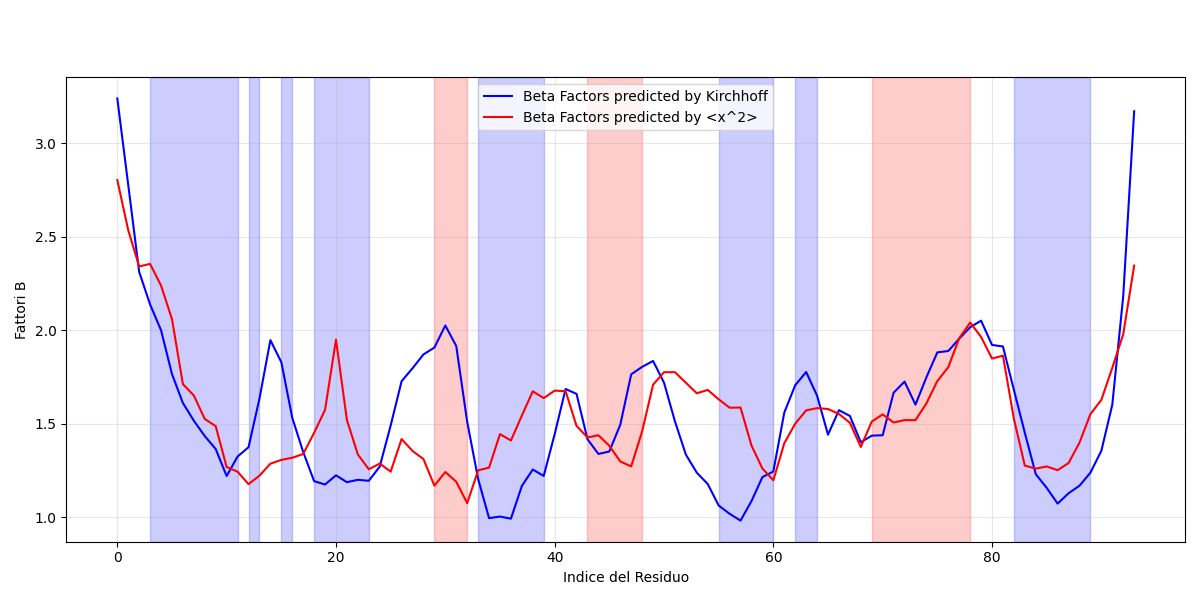 Beta Factors predicted by Kirchhoff
Beta Factors predicted by <x^2>
3.0
2.5
2.0
1.5
1.0
Fattori B
0 20 40 60 80
Indice del Residuo